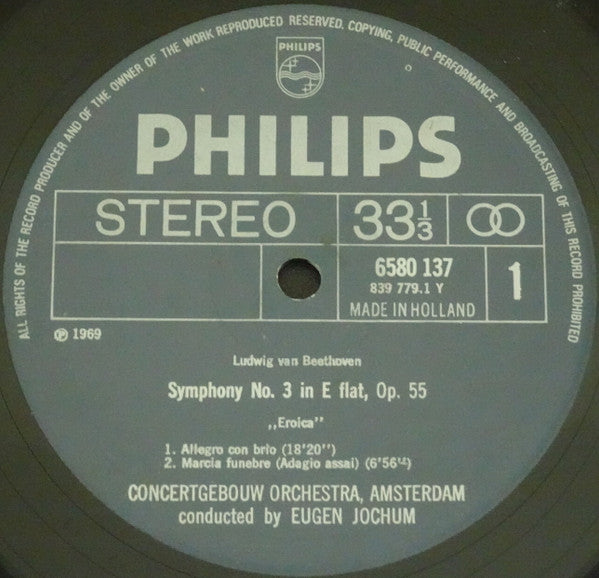 ALL RIGHTS OF THE RECORD PRODUCER AND OF THE OWNER OF THE WORK REPRODUCED RESERVED. COPYING, PUBLIC PERFORMANCE AND BROADCASTING OF THIS RECORD PROHIBITED
PHILIPS
PHILIPS
STEREO 33⅓
6580 137
839 779.1 Y
MADE IN HOLLAND
1
℗ 1969
Ludwig van Beethoven
Symphony No. 3 in E flat, Op. 55
„Eroica"
1. Allegro con brio (18'20")
2. Marcia funebre (Adagio assai)
CONCERTGEBOUW ORCHESTRA, AMSTERDAM
conducted by EUGEN JOCHUM